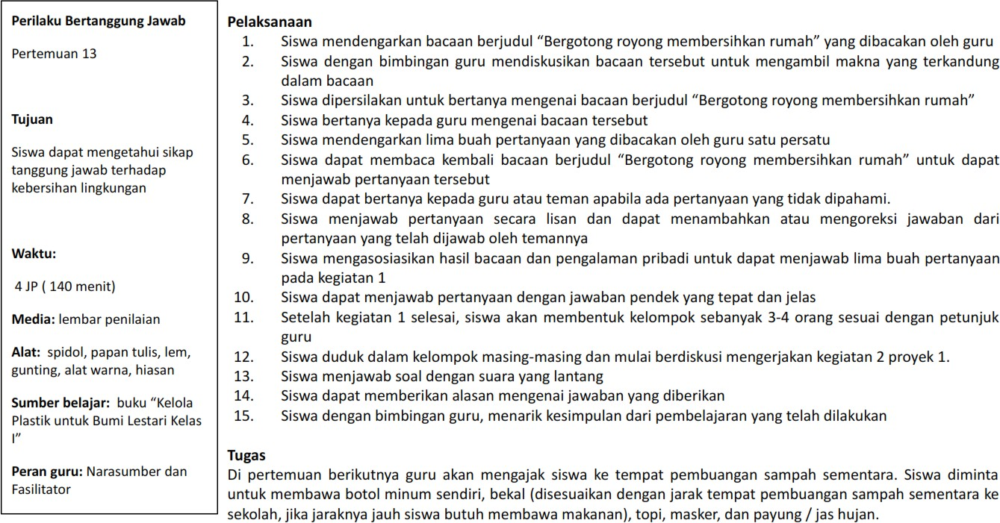 Perilaku Bertanggung Jawab
Pertemuan 13
Tujuan
Siswa dapat mengetahui sikap
tanggung jawab terhadap
kebersihan lingkungan
Waktu:
4 JP ( 140 menit)
Media: lembar penilaian
Alat:  spidol, papan tulis, lem,
gunting, alat warna, hiasan
Sumber belajar:  buku “Kelola
Plastik untuk Bumi Lestari Kelas
I”
Peran guru: Narasumber dan
Fasilitator
Pelaksanaan
1. Siswa mendengarkan bacaan berjudul “Bergotong royong membersihkan rumah” yang dibacakan oleh guru
2. Siswa dengan bimbingan guru mendiskusikan bacaan tersebut untuk mengambil makna yang terkandung
dalam bacaan
3. Siswa dipersilakan untuk bertanya mengenai bacaan berjudul “Bergotong royong membersihkan rumah”
4. Siswa bertanya kepada guru mengenai bacaan tersebut
5. Siswa mendengarkan lima buah pertanyaan yang dibacakan oleh guru satu persatu
6. Siswa dapat membaca kembali bacaan berjudul “Bergotong royong membersihkan rumah” untuk dapat
menjawab pertanyaan tersebut
7. Siswa dapat bertanya kepada guru atau teman apabila ada pertanyaan yang tidak dipahami.
8. Siswa menjawab pertanyaan secara lisan dan dapat menambahkan atau mengoreksi jawaban dari
pertanyaan yang telah dijawab oleh temannya
9. Siswa mengasosiasikan hasil bacaan dan pengalaman pribadi untuk dapat menjawab lima buah pertanyaan
pada kegiatan 1
10. Siswa dapat menjawab pertanyaan dengan jawaban pendek yang tepat dan jelas
11. Setelah kegiatan 1 selesai, siswa akan membentuk kelompok sebanyak 3-4 orang sesuai dengan petunjuk
guru
12. Siswa duduk dalam kelompok masing-masing dan mulai berdiskusi mengerjakan kegiatan 2 proyek 1.
13. Siswa menjawab soal dengan suara yang lantang
14. Siswa dapat memberikan alasan mengenai jawaban yang diberikan
15. Siswa dengan bimbingan guru, menarik kesimpulan dari pembelajaran yang telah dilakukan
Tugas
Di pertemuan berikutnya guru akan mengajak siswa ke tempat pembuangan sampah sementara. Siswa diminta
untuk membawa botol minum sendiri, bekal (disesuaikan dengan jarak tempat pembuangan sampah sementara ke
sekolah, jika jaraknya jauh siswa butuh membawa makanan), topi, masker, dan payung / jas hujan.